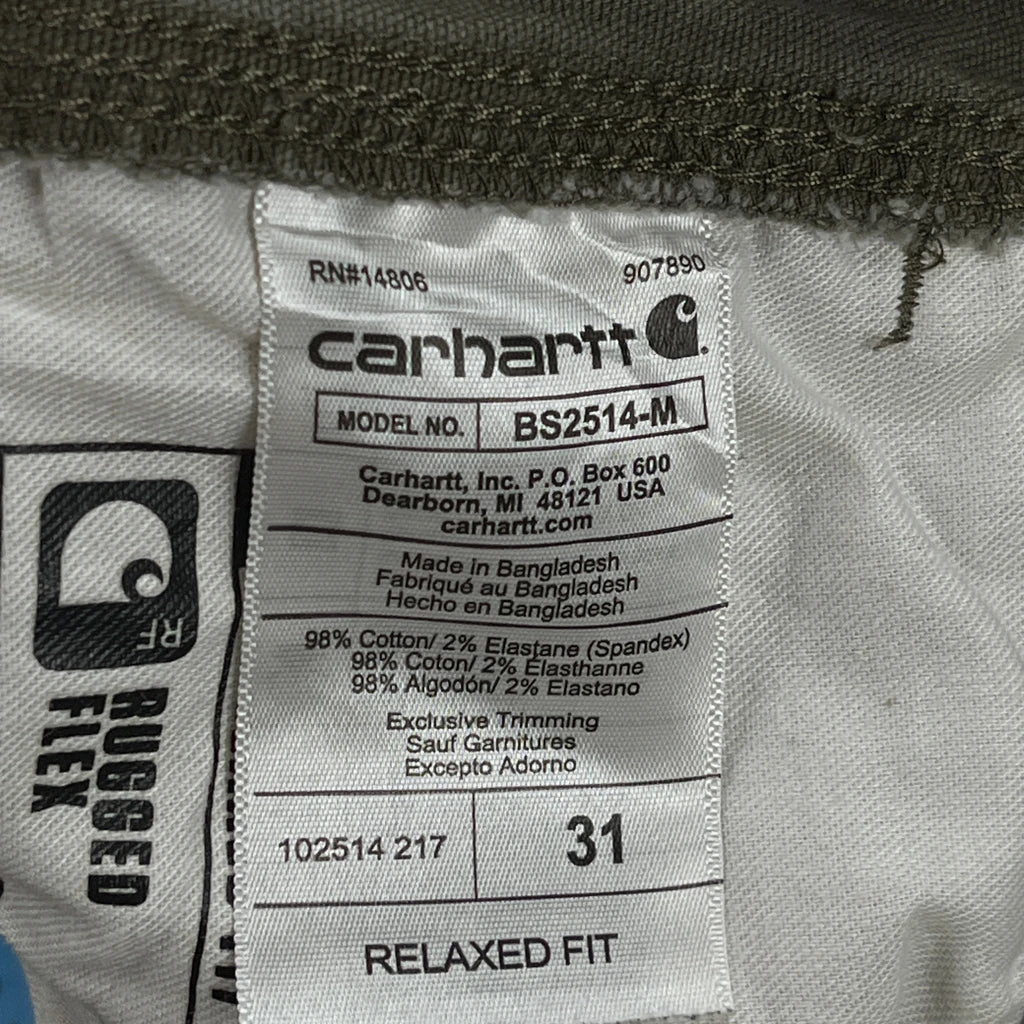 RN#14806 907890
carhartt
MODEL NO. BS2514-M
Carhartt, Inc. P.O. Box 600
Dearborn, MI 48121 USA
carhartt.com
Made in Bangladesh
Fabriqué au Bangladesh
Hecho en Bangladesh
98% Cotton/ 2% Elastane (Spandex)
98% Coton/ 2% Elasthanne
98% Algodón/ 2% Elastano
Exclusive Trimming
Sauf Garnitures
Excepto Adorno
102514 217 31
RELAXED FIT
RF
RUGGED
FLEX